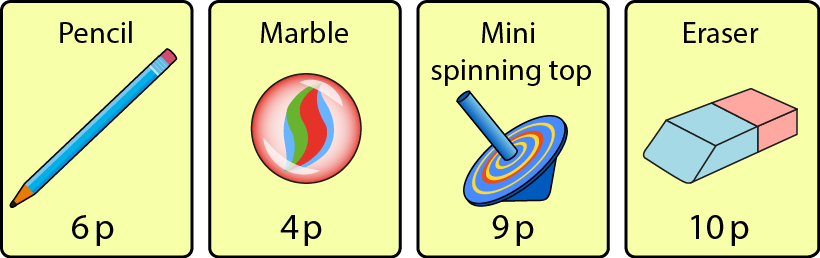 Pencil
6 p
Marble
4 p
Mini
spinning top
9 p
Eraser
10 p